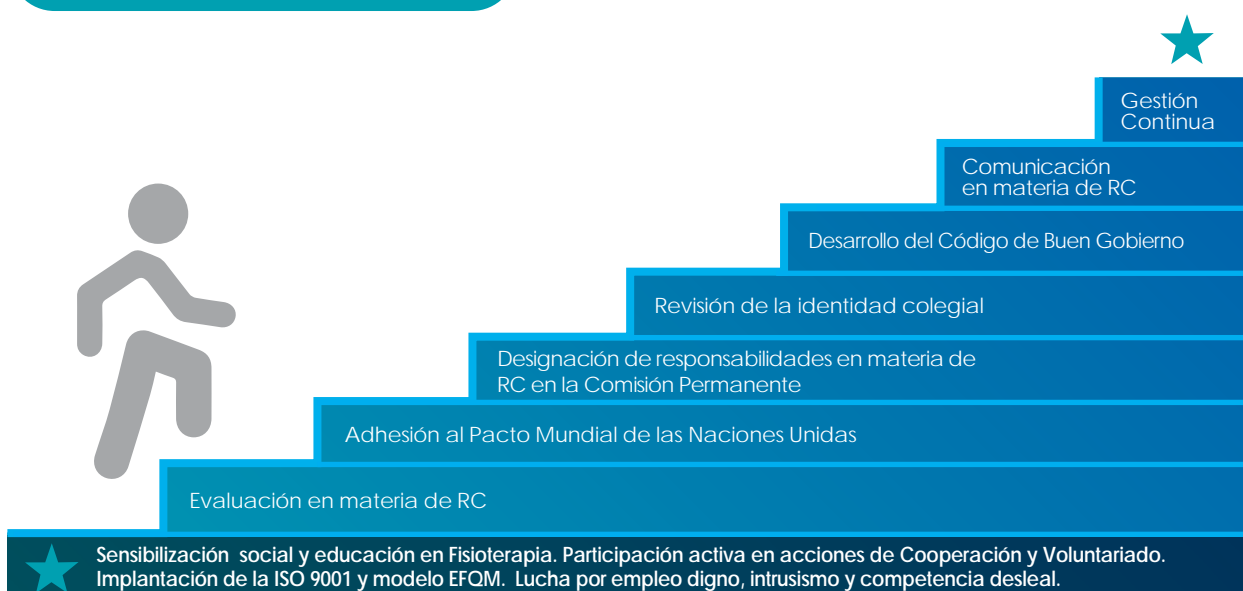 Gestión
Continua
Comunicación
en materia de RC
Desarrollo del Código de Buen Gobierno
Revisión de la identidad colegial
Designación de responsabilidades en materia de
RC en la Comisión Permanente
Adhesión al Pacto Mundial de las Naciones Unidas
Evaluación en materia de RC
Sensibilización social y educación en Fisioterapia. Participación activa en acciones de Cooperación y Voluntariado.
Implantación de la ISO 9001 y modelo EFQM. Lucha por empleo digno, intrusismo y competencia desleal.